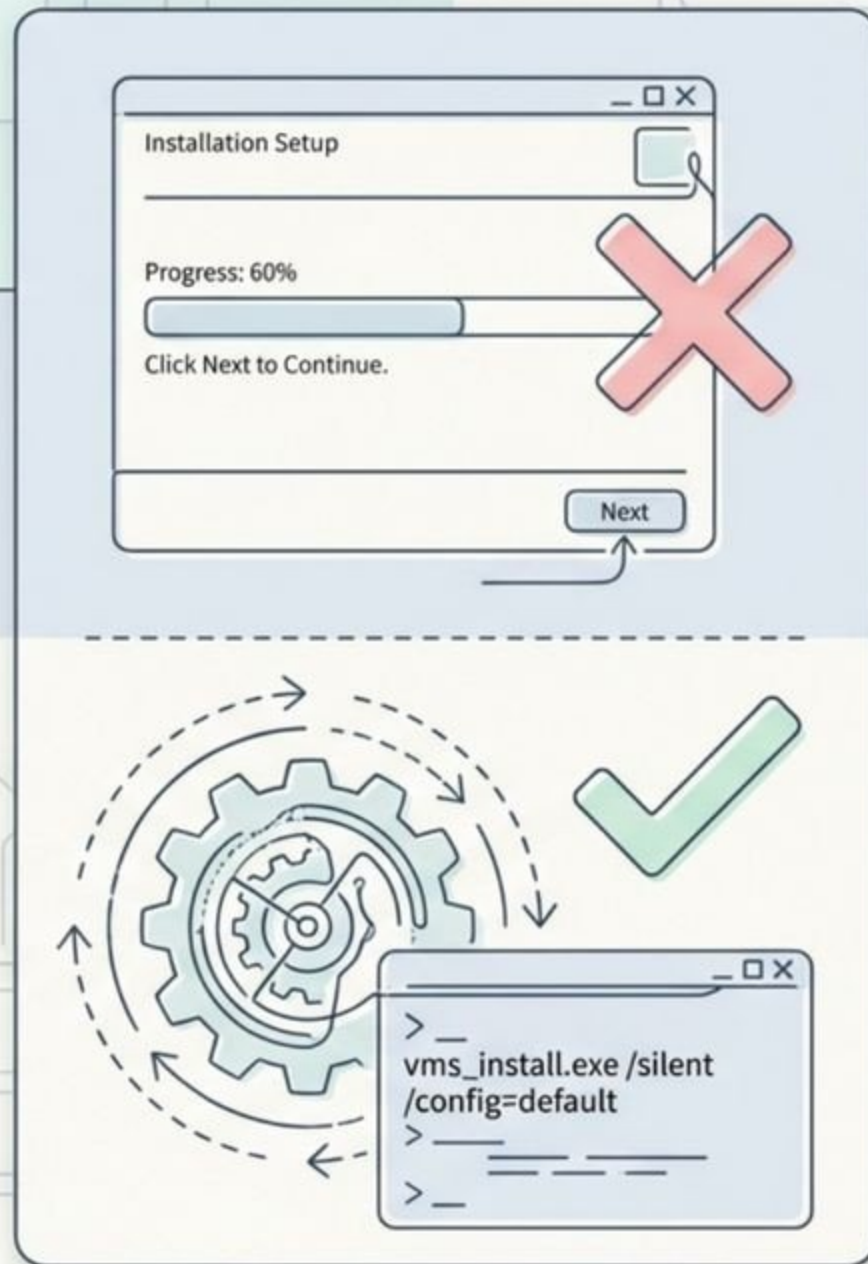 Installation Setup
Progress: 60%
Click Next to Continue.
Next
> _
vms_install.exe /silent
/config=default
>
> _